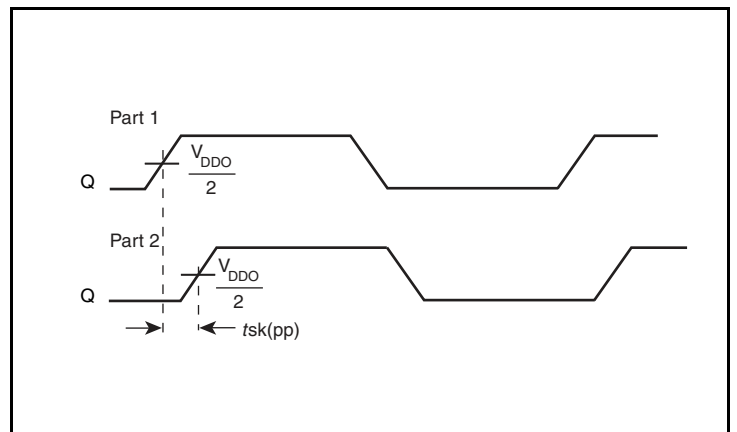 Part 1
Q
V_DDO
2
Part 2
Q
V_DDO
2
tsk(pp)